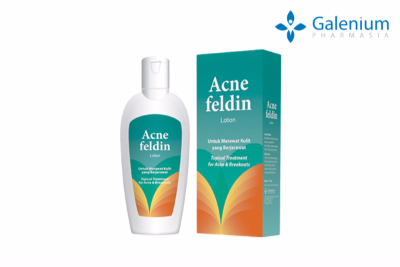 Galenium
PHARMASIA
Acne
feldin
Lotion
Untuk Merawat Kulit
yang Berjerawat
Topical Treatment
for Acne & Breakouts
Acne
feldin
Lotion
Untuk Merawat Kulit
yang Berjerawat
Topical Treatment
for Acne & Breakouts